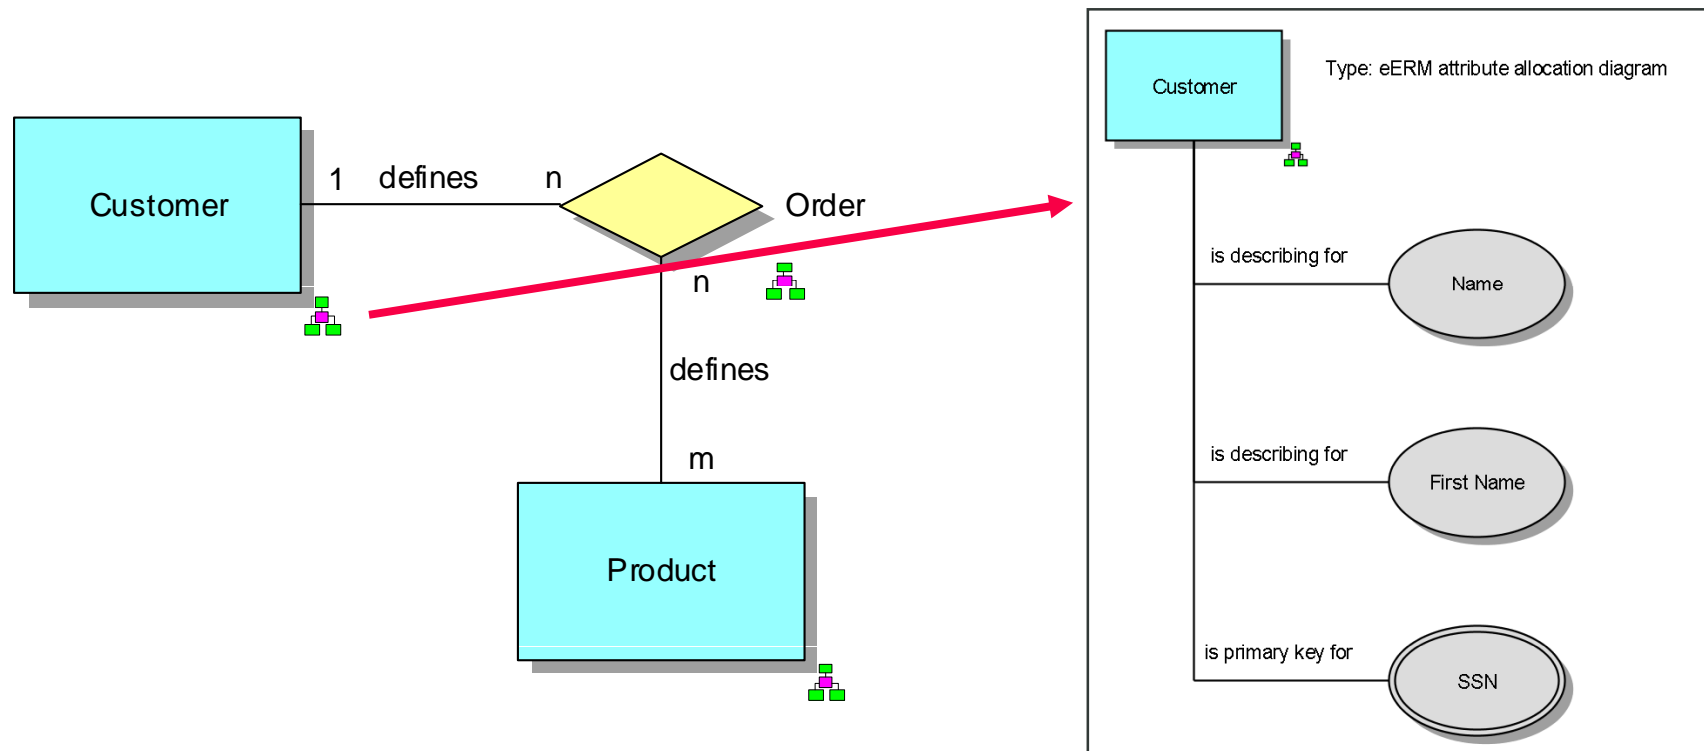 Customer
1 defines n
Order
n
defines
m
Product
Customer
Type: eERM attribute allocation diagram
is describing for
Name
is describing for
First Name
is primary key for
SSN